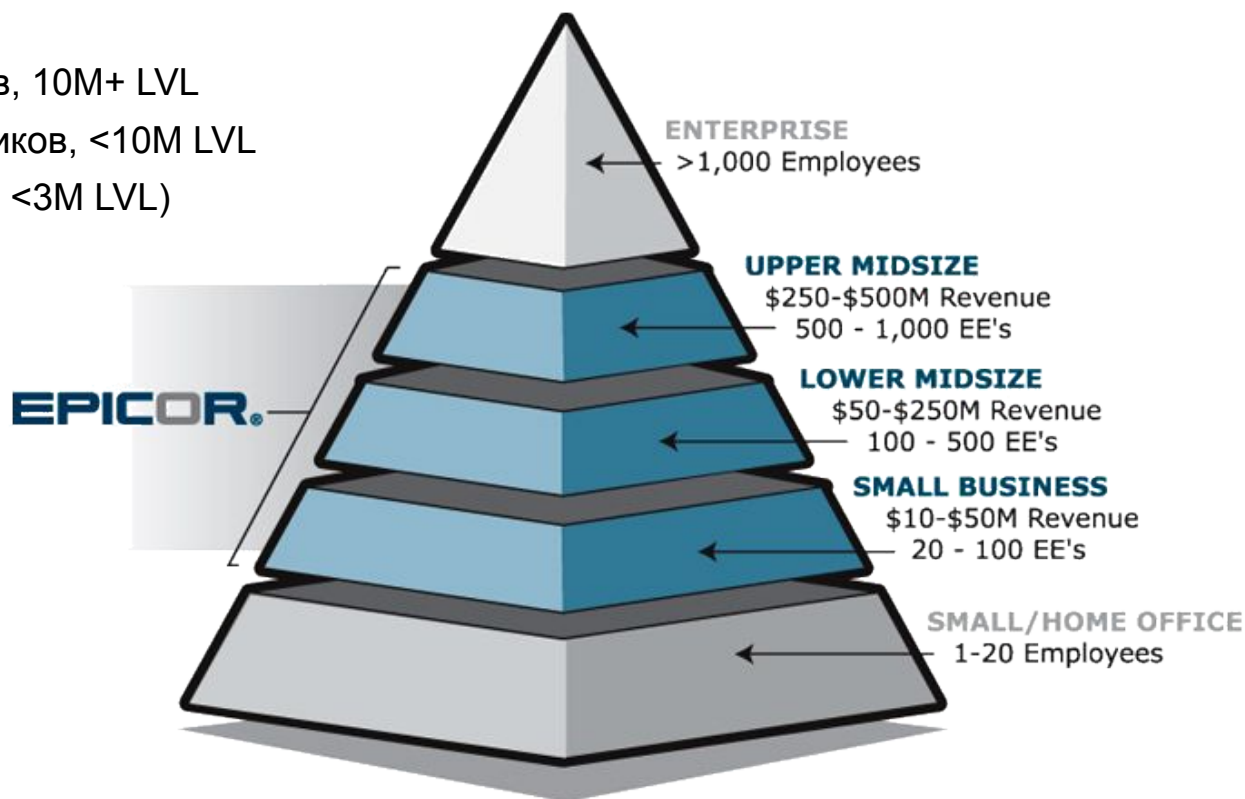 в, 10M+ LVL
иков, <10M LVL
<3M LVL)
ENTERPRISE
>1,000 Employees
UPPER MIDSIZE
$250-$500M Revenue
500 - 1,000 EE's
LOWER MIDSIZE
$50-$250M Revenue
100 - 500 EE's
EPICOR®
SMALL BUSINESS
$10-$50M Revenue
20 - 100 EE's
SMALL/HOME OFFICE
1-20 Employees